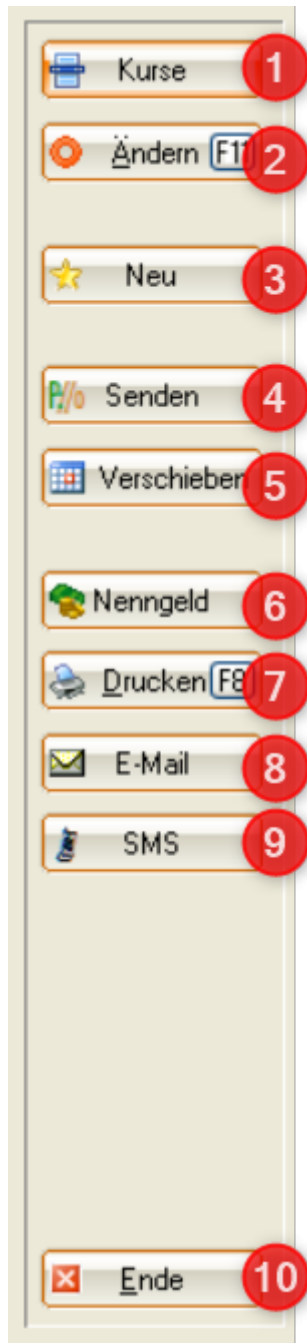 Kurse 1
Ändern F11 2
Neu 3
Senden 4
Verschieben 5
Nenngeld 6
Drucken F8 7
E-Mail 8
SMS 9
Ende 10